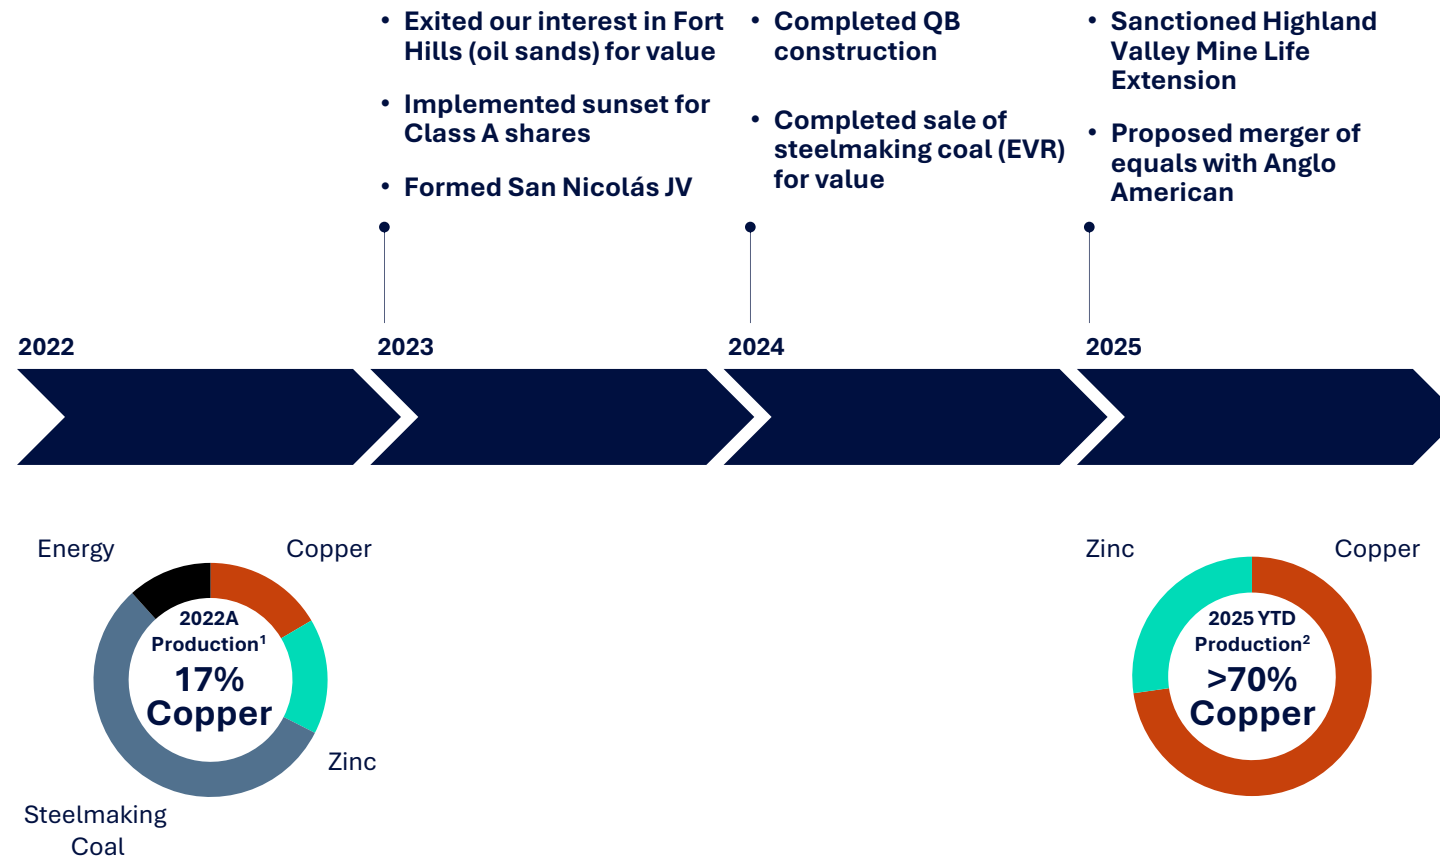 • Exited our interest in Fort
Hills (oil sands) for value
• Implemented sunset for
Class A shares
• Formed San Nicolás JV
• Completed QB
construction
• Completed sale of
steelmaking coal (EVR)
for value
• Sanctioned Highland
Valley Mine Life
Extension
• Proposed merger of
equals with Anglo
American
2022
2023
2024
2025
Energy
Copper
2022A
Production¹
17%
Copper
Zinc
Steelmaking
Coal
Zinc
Copper
2025 YTD
Production²
>70%
Copper